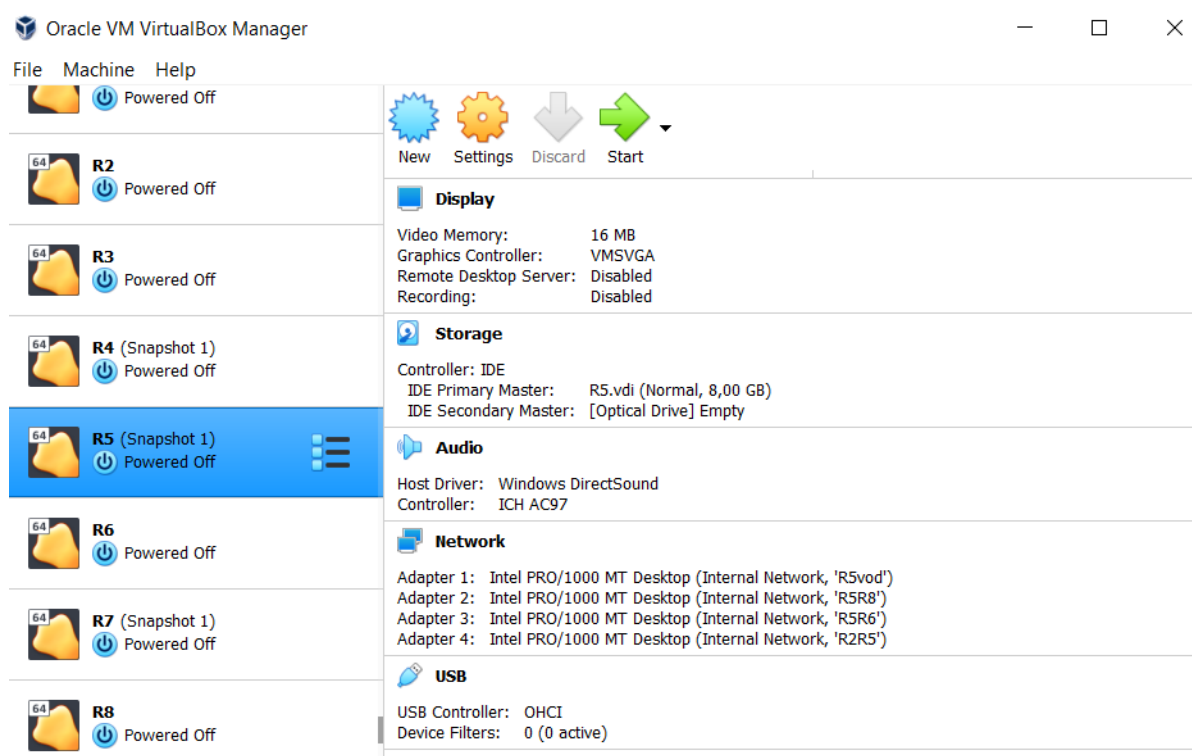 Oracle VM VirtualBox Manager
File Machine Help
Powered Off
64
R2
Powered Off
64
R3
Powered Off
64
R4 (Snapshot 1)
Powered Off
64
R5 (Snapshot 1)
Powered Off
64
R6
Powered Off
64
R7 (Snapshot 1)
Powered Off
64
R8
Powered Off
New Settings Discard Start
Display
Video Memory: 16 MB
Graphics Controller: VMSVGA
Remote Desktop Server: Disabled
Recording: Disabled
Storage
Controller: IDE
IDE Primary Master: R5.vdi (Normal, 8,00 GB)
IDE Secondary Master: [Optical Drive] Empty
Audio
Host Driver: Windows DirectSound
Controller: ICH AC97
Network
Adapter 1: Intel PRO/1000 MT Desktop (Internal Network, 'R5vod')
Adapter 2: Intel PRO/1000 MT Desktop (Internal Network, 'R5R8')
Adapter 3: Intel PRO/1000 MT Desktop (Internal Network, 'R5R6')
Adapter 4: Intel PRO/1000 MT Desktop (Internal Network, 'R2R5')
USB
USB Controller: OHCI
Device Filters: 0 (0 active)